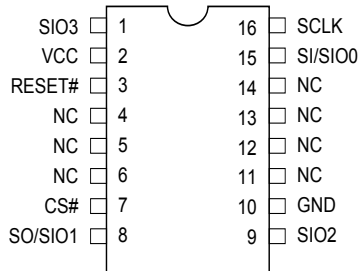 SIO3 1 16 SCLK
VCC 2 15 SI/SIO0
RESET# 3 14 NC
NC 4 13 NC
NC 5 12 NC
NC 6 11 NC
CS# 7 10 GND
SO/SIO1 8 9 SIO2